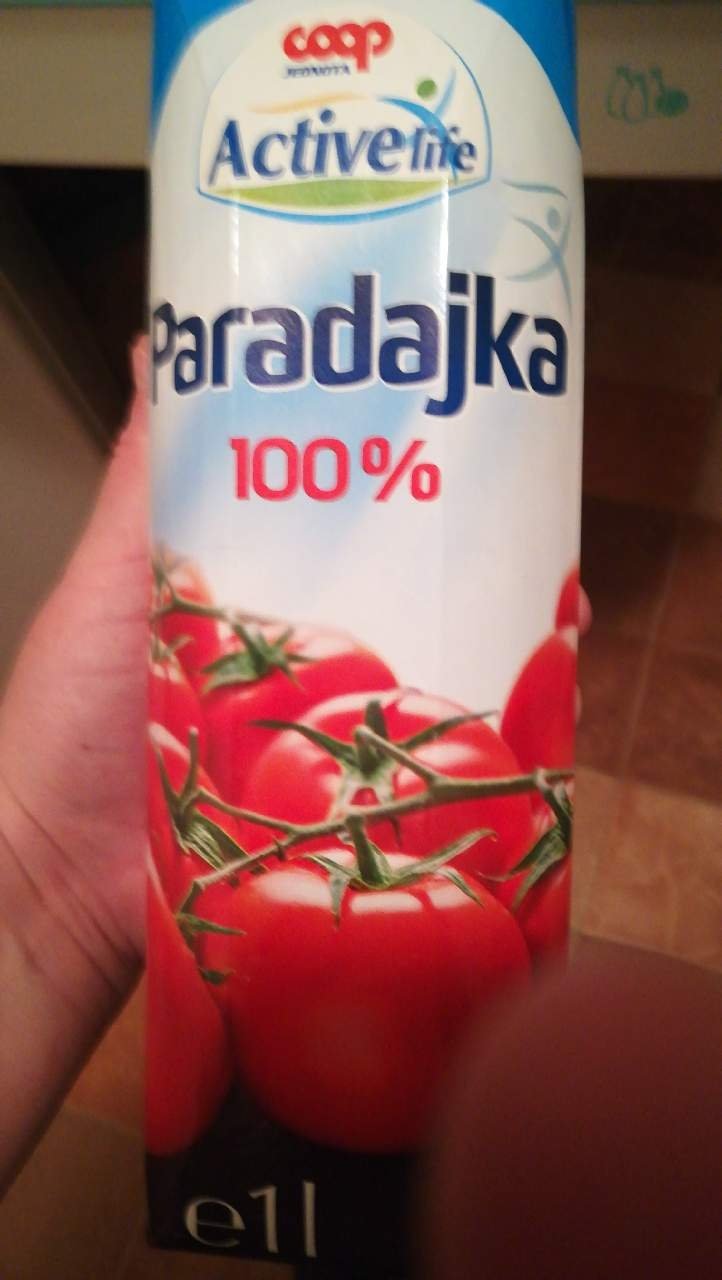 coop
JEDNOTA
Active life
Paradajka
100%
e1l